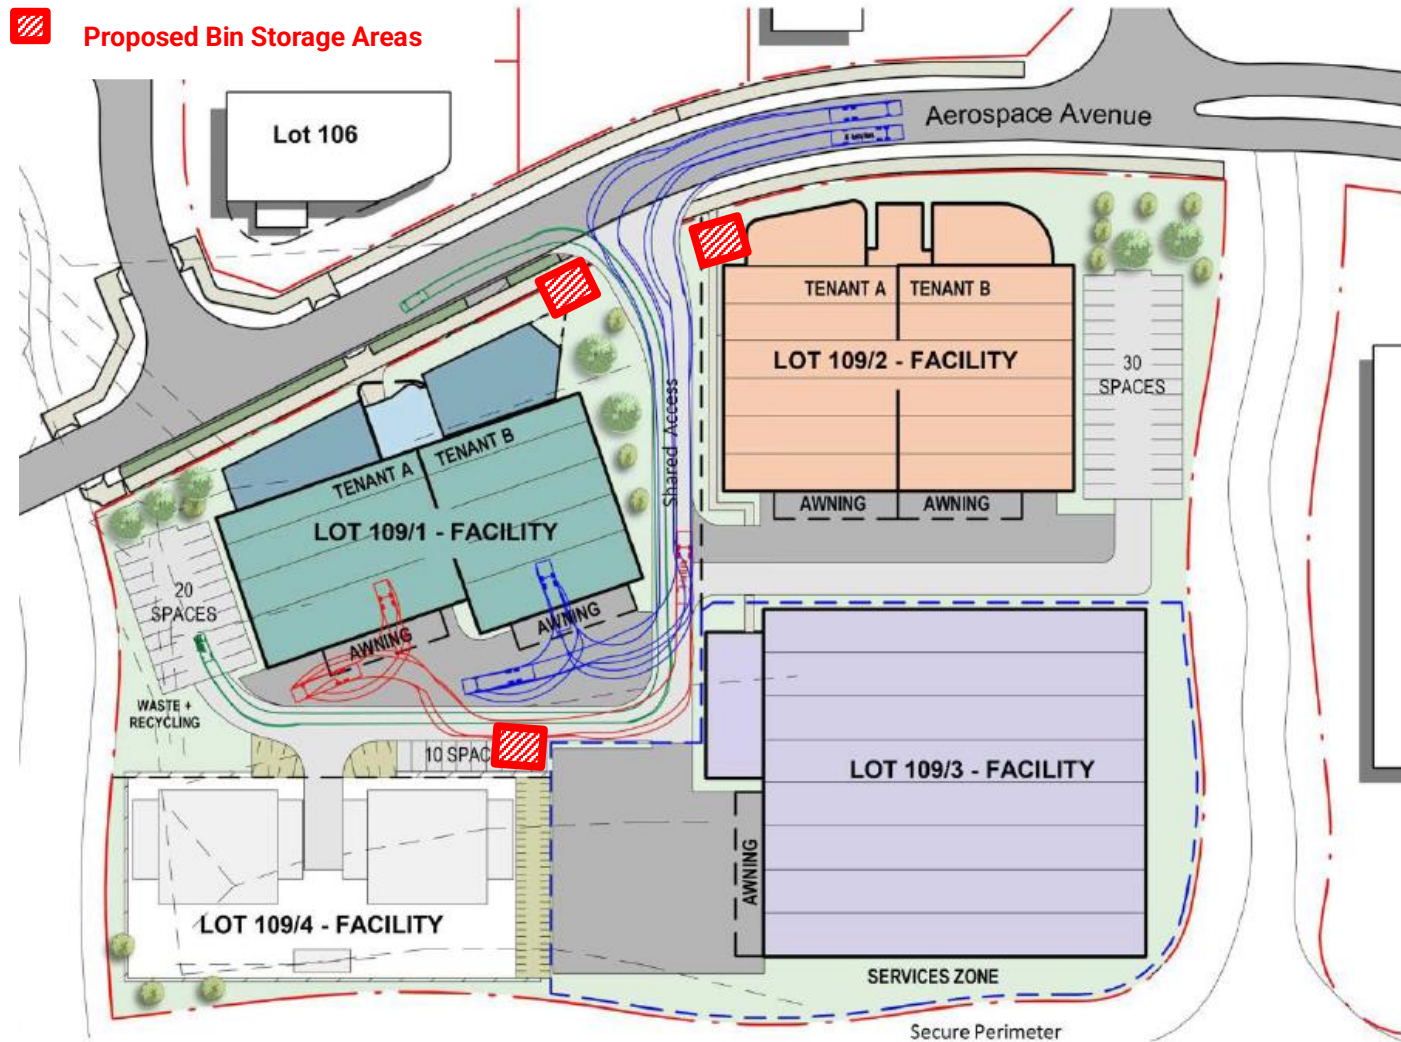 Proposed Bin Storage Areas
Lot 106
Aerospace Avenue
TENANT A
TENANT B
LOT 109/2 - FACILITY
30
SPACES
AWNING
AWNING
Shared Access
TENANT A
TENANT B
LOT 109/1 - FACILITY
20
SPACES
AWNING
AWNING
WASTE +
RECYCLING
10 SPAC
LOT 109/3 - FACILITY
AWNING
LOT 109/4 - FACILITY
SERVICES ZONE
Secure Perimeter